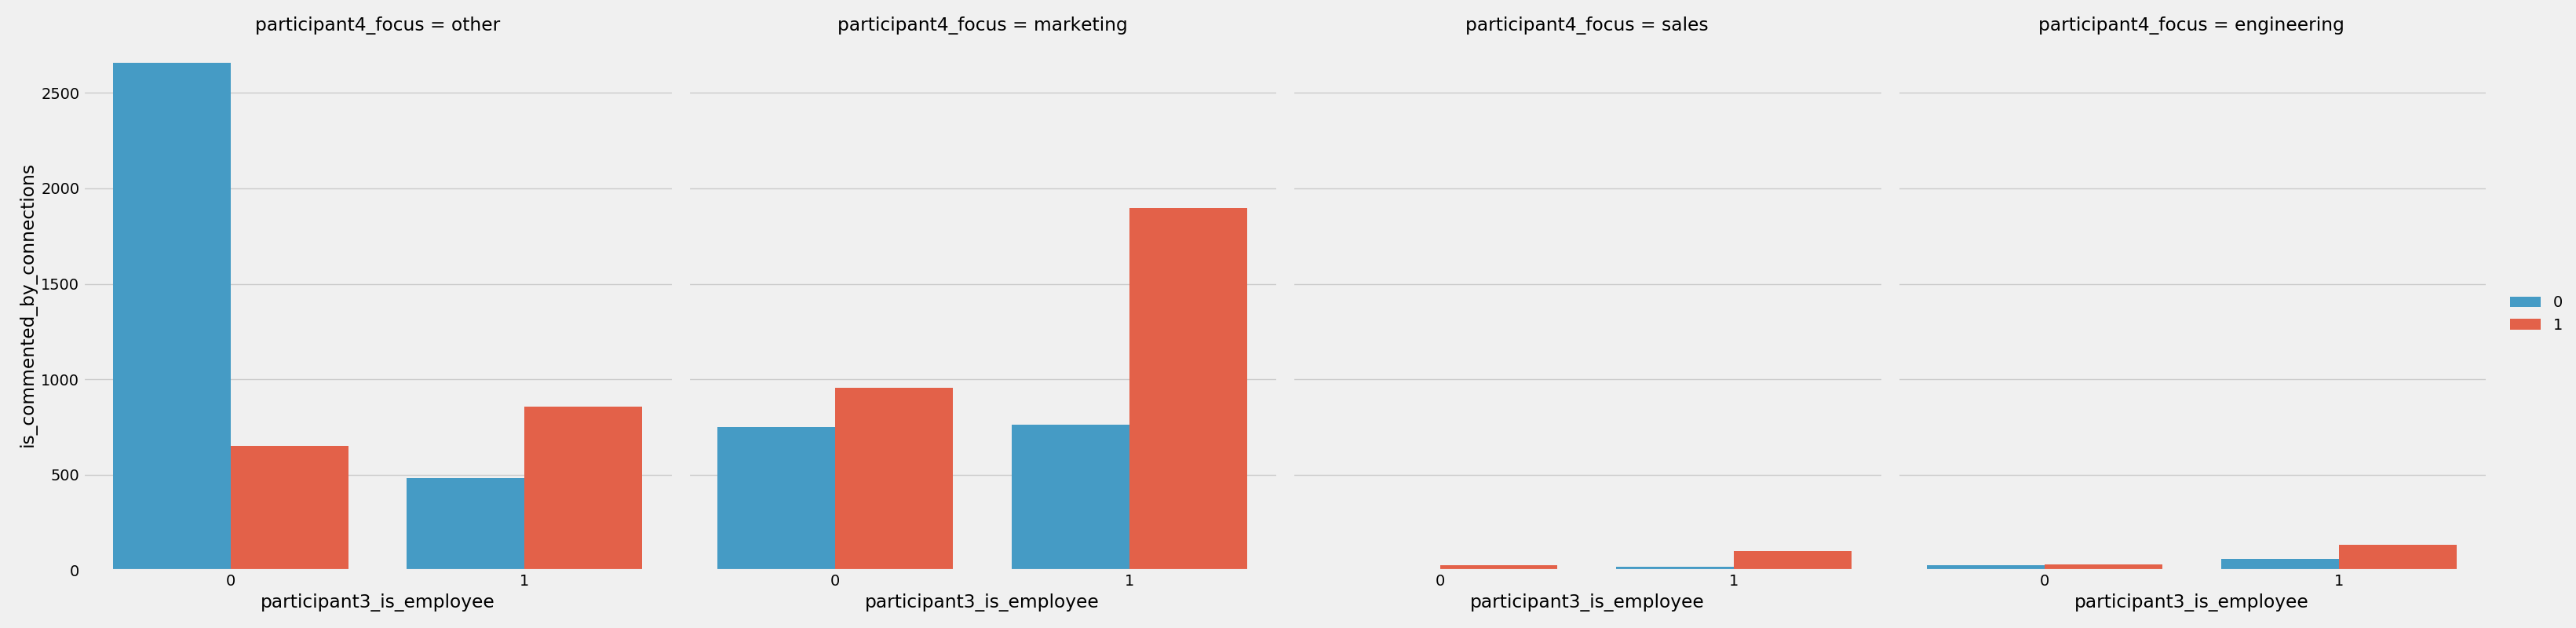 participant4_focus = other
participant4_focus = marketing
participant4_focus = sales
participant4_focus = engineering
is_commented_by_connections
2500
2000
1500
1000
500
0
0 1
0 1
0 1
0 1
participant3_is_employee
participant3_is_employee
participant3_is_employee
participant3_is_employee
0
1